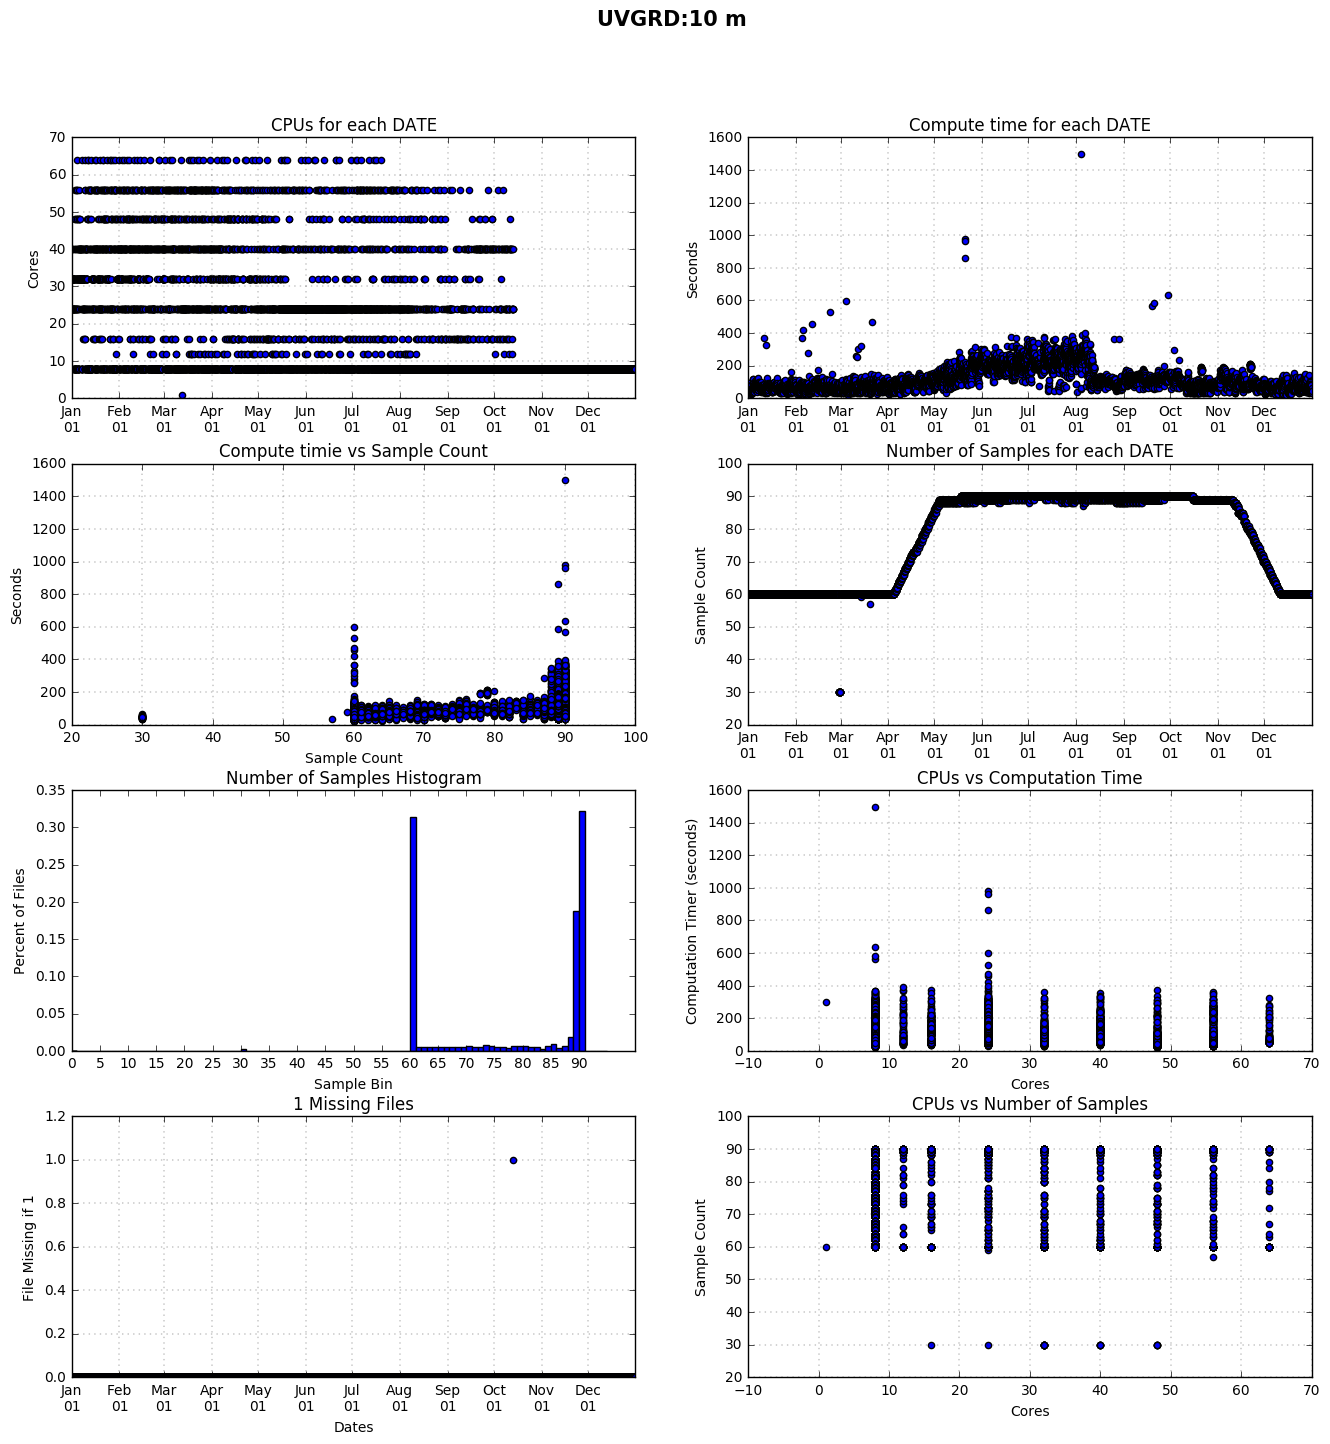 UVGRD:10 m
CPUs for each DATE
70
60
50
40
30
20
10
0
Cores
Jan Feb Mar Apr May Jun Jul Aug Sep Oct Nov Dec
01 01 01 01 01 01 01 01 01 01 01 01
Compute time for each DATE
1600
1400
1200
1000
800
600
400
200
0
Seconds
Jan Feb Mar Apr May Jun Jul Aug Sep Oct Nov Dec
01 01 01 01 01 01 01 01 01 01 01 01
Compute timie vs Sample Count
1600
1400
1200
1000
800
600
400
200
0
Seconds
20 30 40 50 60 70 80 90 100
Sample Count
Number of Samples for each DATE
100
90
80
70
60
50
40
30
20
Sample Count
Jan Feb Mar Apr May Jun Jul Aug Sep Oct Nov Dec
01 01 01 01 01 01 01 01 01 01 01 01
Number of Samples Histogram
0.35
0.30
0.25
0.20
0.15
0.10
0.05
0.00
Percent of Files
0 5 10 15 20 25 30 35 40 45 50 55 60 65 70 75 80 85 90
Sample Bin
CPUs vs Computation Time
1600
1400
1200
1000
800
600
400
200
0
Computation Timer (seconds)
−10 0 10 20 30 40 50 60 70
Cores
1 Missing Files
1.2
1.0
0.8
0.6
0.4
0.2
0.0
File Missing if 1
Jan Feb Mar Apr May Jun Jul Aug Sep Oct Nov Dec
01 01 01 01 01 01 01 01 01 01 01 01
Dates
CPUs vs Number of Samples
100
90
80
70
60
50
40
30
20
Sample Count
−10 0 10 20 30 40 50 60 70
Cores